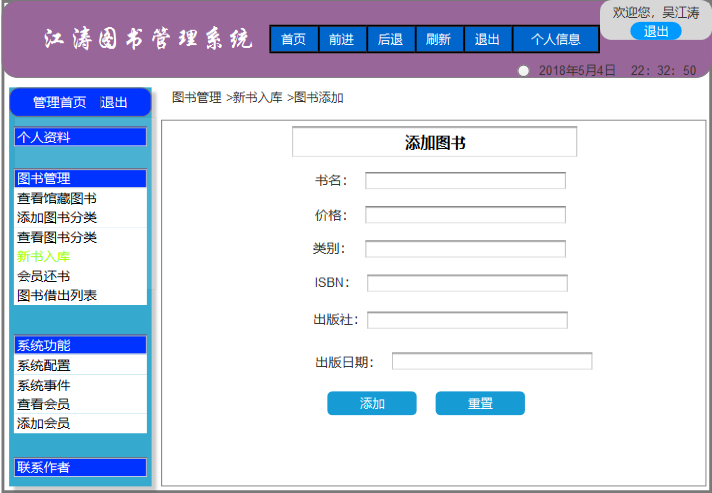 欢迎您，吴江涛
退出
江涛图书管理系统
首页 前进 后退 刷新 退出 个人信息
2018年5月4日 22：32：50
管理首页 退出
图书管理 >新书入库 >图书添加
个人资料
图书管理
查看馆藏图书
添加图书分类
查看图书分类
新书入库
会员还书
图书借出列表
系统功能
系统配置
系统事件
查看会员
添加会员
联系作者
添加图书
书名：
价格：
类别：
ISBN：
出版社：
出版日期：
添加 重置